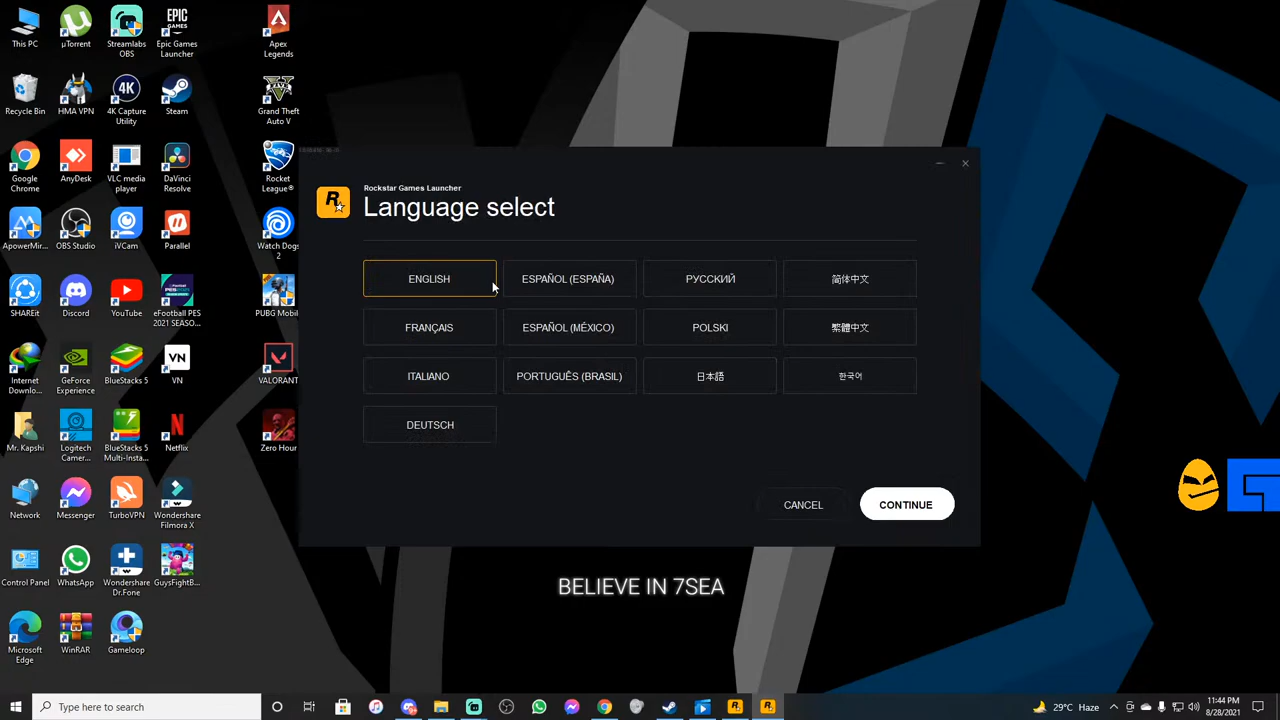 This PC
µTorrent
Streamlabs
OBS
EPIC
GAMES
Epic Games
Launcher
Apex
Legends
Recycle Bin
HMA VPN
4K
4K Capture
Utility
Steam
Grand Theft
Auto V
Google
Chrome
AnyDesk
VLC media
player
DaVinci
Resolve
Rocket
League®
ApowerMir...
OBS Studio
iVCam
Parallel
Watch Dogs
2
SHAREit
Discord
YouTube
eFootball PES
2021 SEASO...
PUBG Mobil...
Internet
Downlo...
GeForce
Experience
BlueStacks 5
VN
VN
VALORANT
Mr. Kapshi
Logitech
Camer...
BlueStacks 5
Multi-Insta...
Netflix
Zero Hour
Network
Messenger
TurboVPN
Wondershare
Filmora X
Control Panel
WhatsApp
Wondershare
Dr.Fone
GuysFightB...
Microsoft
Edge
WinRAR
Gameloop
Rockstar Games Launcher
Language select
ENGLISH
ESPAÑOL (ESPAÑA)
РУССКИЙ
简体中文
FRANÇAIS
ESPAÑOL (MÉXICO)
POLSKI
繁體中文
ITALIANO
PORTUGUÊS (BRASIL)
日本語
한국어
DEUTSCH
CANCEL
CONTINUE
BELIEVE IN 7SEA
Type here to search
29°C Haze
11:44 PM
8/28/2021